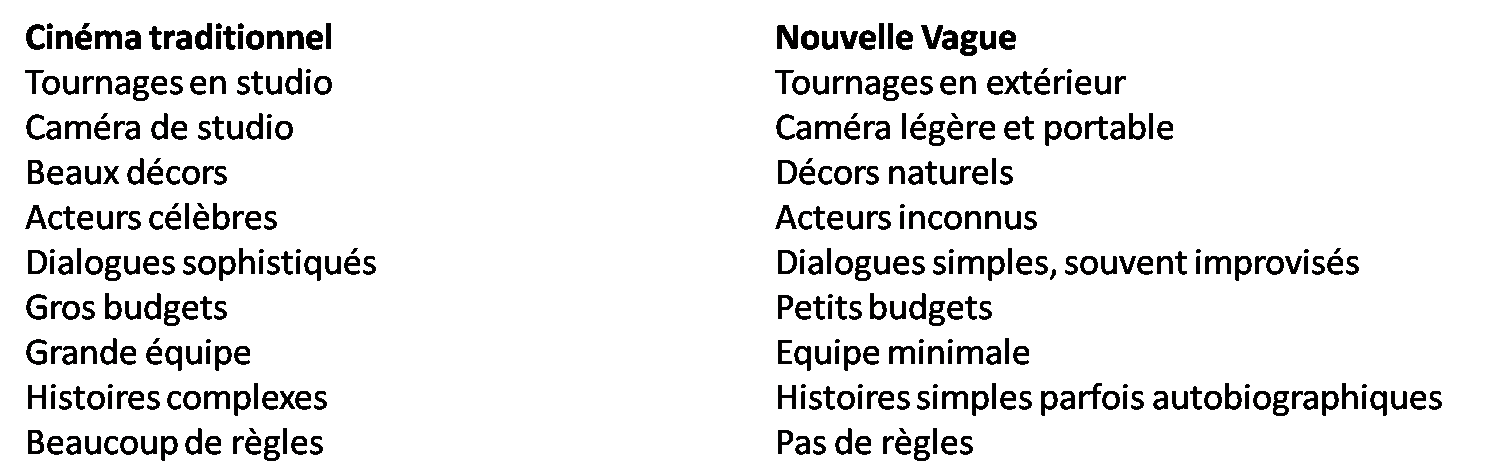 Cinéma traditionnel
Tournages en studio
Caméra de studio
Beaux décors
Acteurs célèbres
Dialogues sophistiqués
Gros budgets
Grande équipe
Histoires complexes
Beaucoup de règles
Nouvelle Vague
Tournages en extérieur
Caméra légère et portable
Décors naturels
Acteurs inconnus
Dialogues simples, souvent improvisés
Petits budgets
Equipe minimale
Histoires simples parfois autobiographiques
Pas de règles